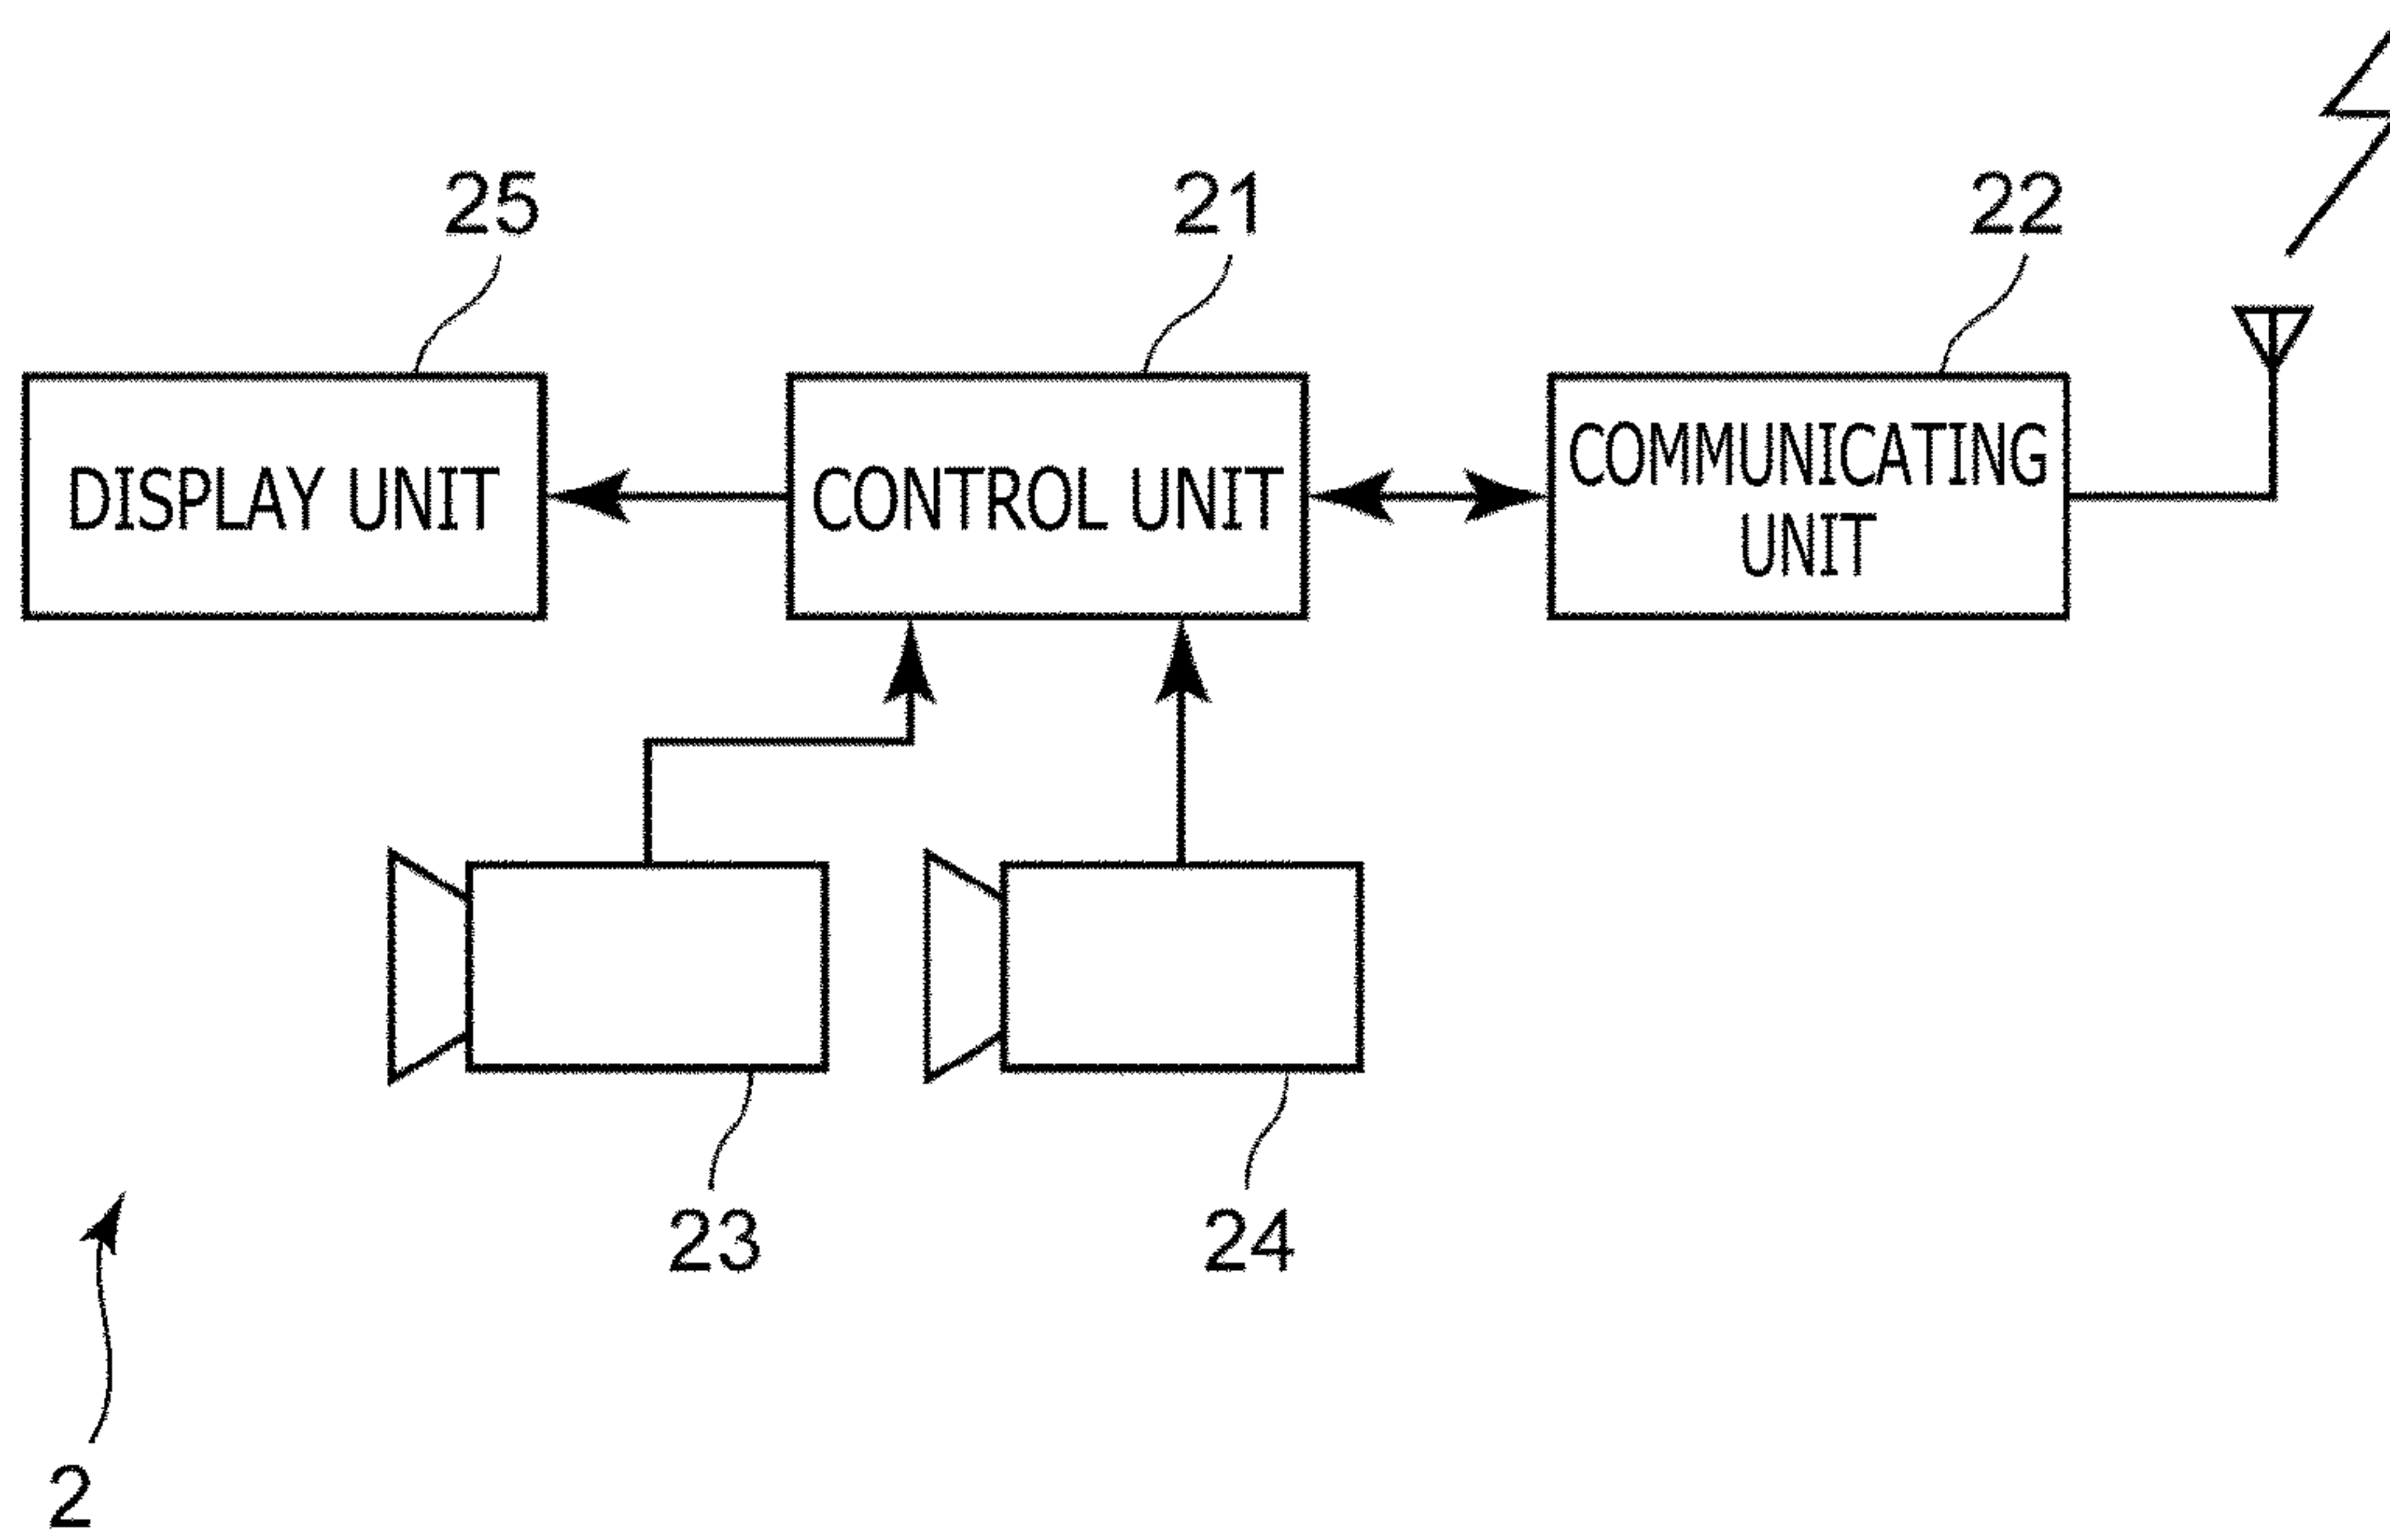 25
21
22
DISPLAY UNIT
CONTROL UNIT
COMMUNICATING
UNIT
23
24
2